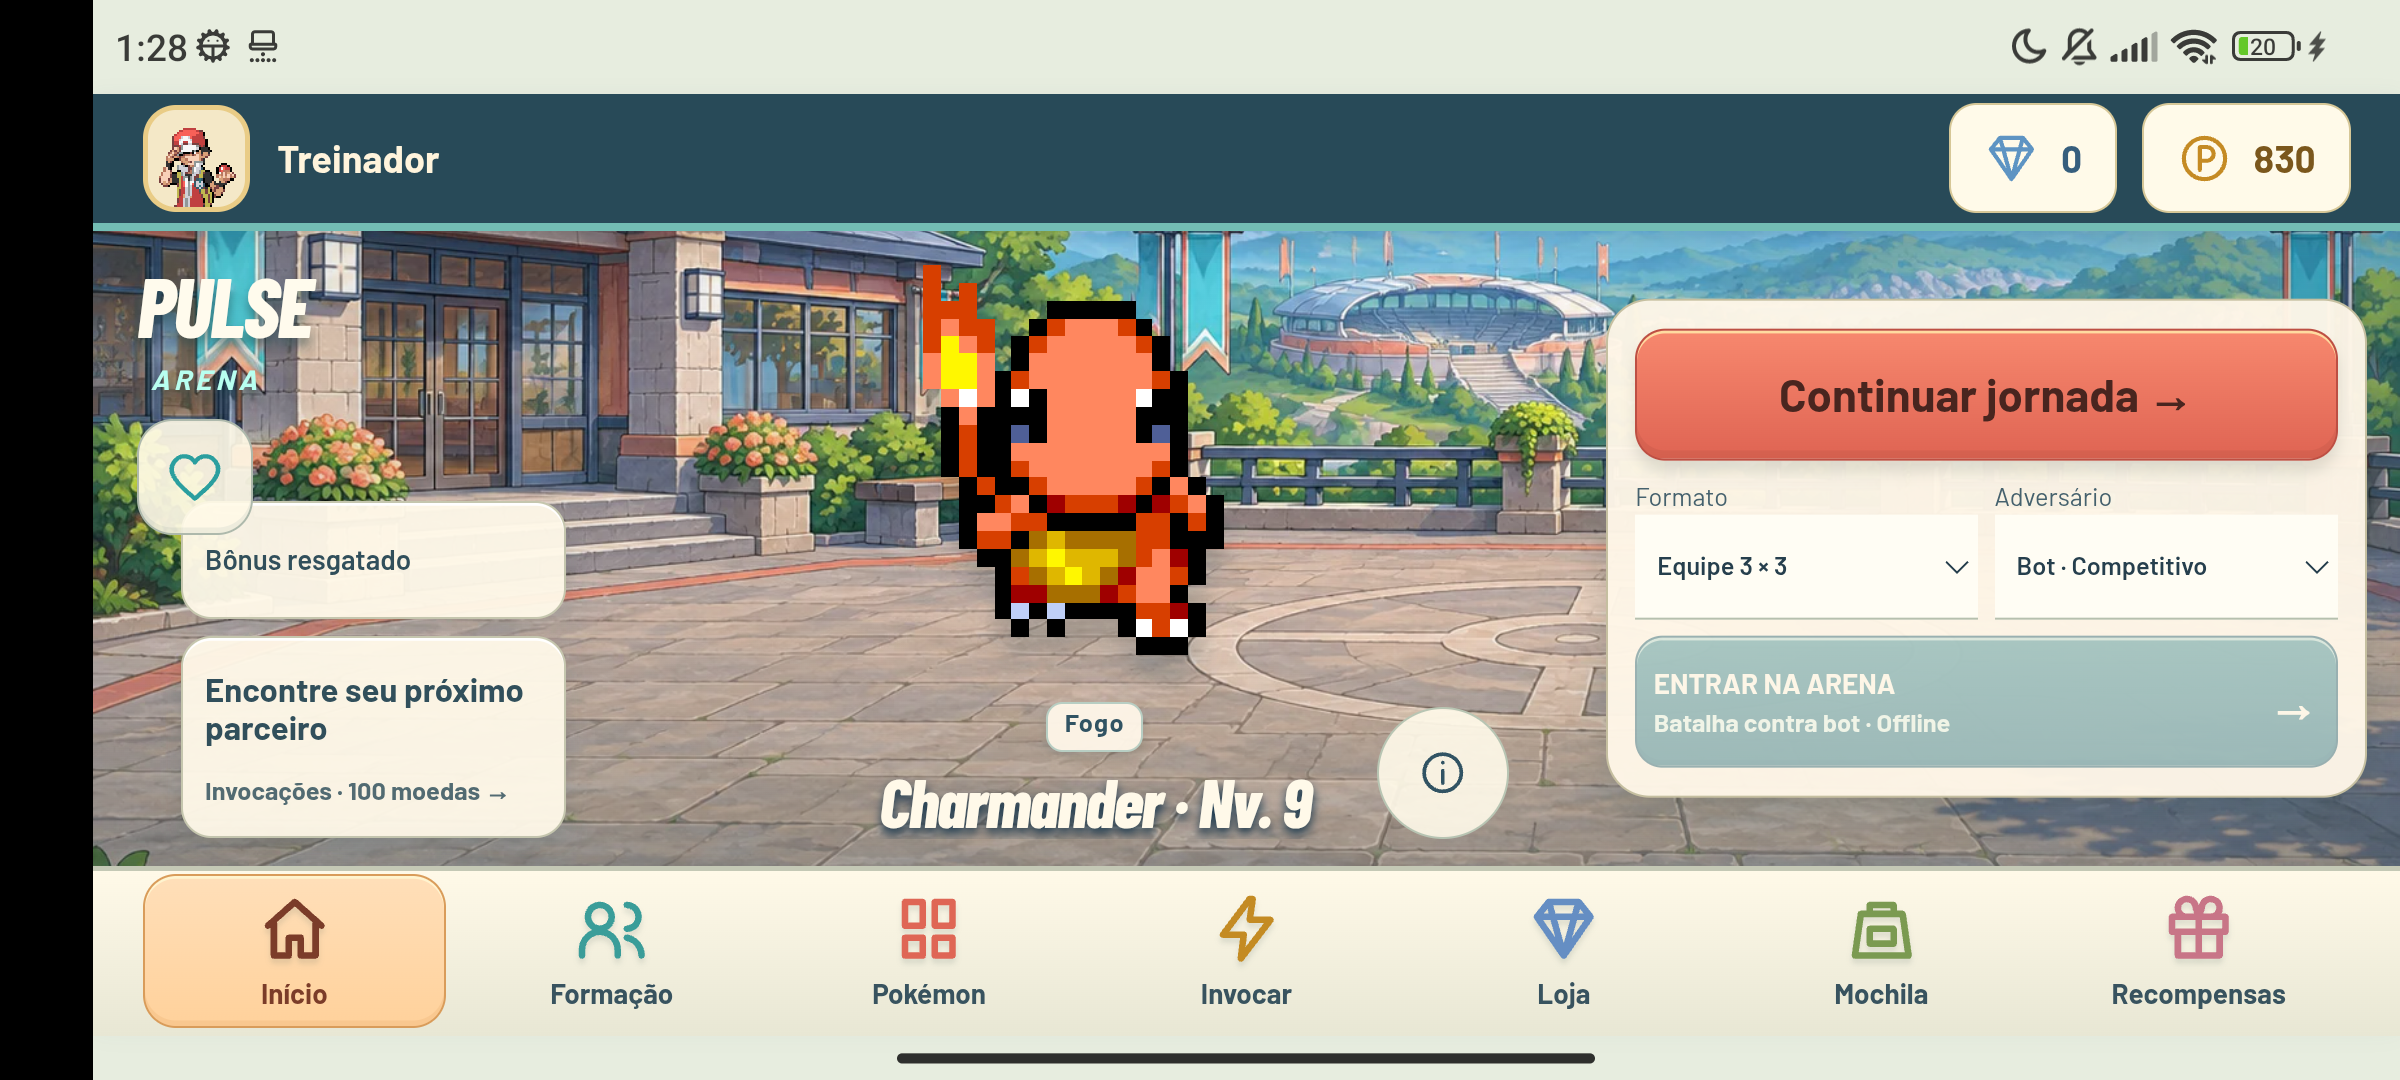 1:28
20
Treinador
0
830
PULSE
ARENA
Bônus resgatado
Encontre seu próximo
parceiro
Invocações · 100 moedas →
Fogo
Charmander · Nv. 9
Continuar jornada →
Formato
Adversário
Equipe 3 × 3
Bot · Competitivo
ENTRAR NA ARENA
Batalha contra bot · Offline
→
Início
Formação
Pokémon
Invocar
Loja
Mochila
Recompensas